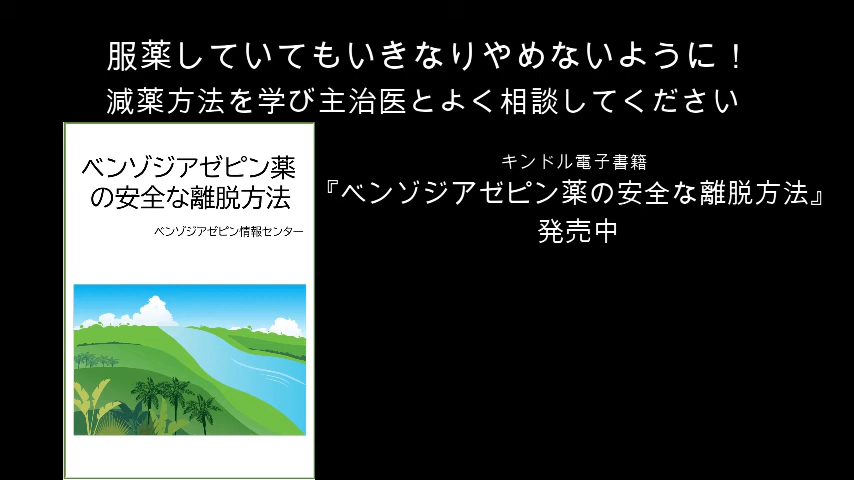 服薬していてもいきなりやめないように！
減薬方法を学び主治医とよく相談してください
ベンゾジアゼピン薬
の安全な離脱方法
ベンゾジアゼピン情報センター
キンドル電子書籍
『ベンゾジアゼピン薬の安全な離脱方法』
発売中